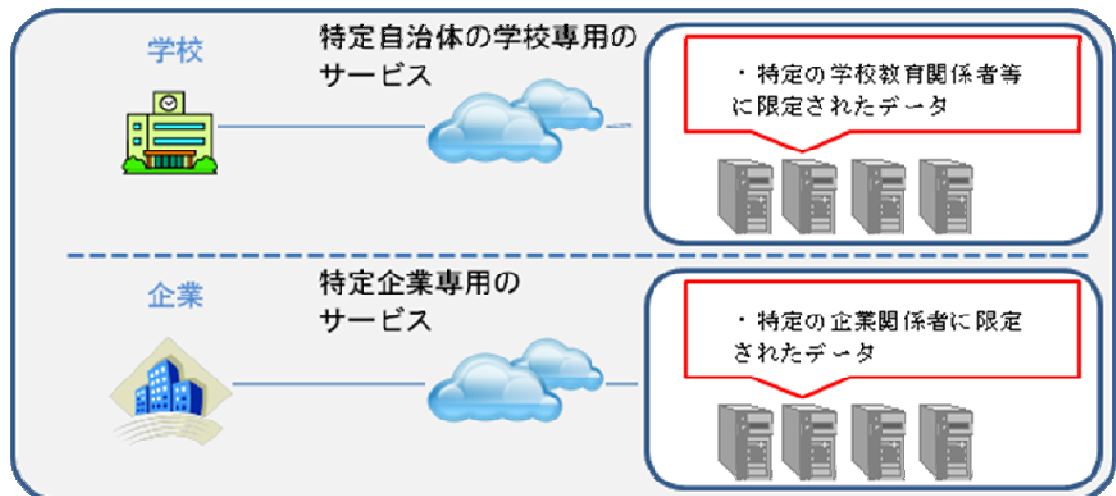 学校
特定自治体の学校専用の
サービス
・特定の学校教育関係者等
に限定されたデータ
企業
特定企業専用の
サービス
・特定の企業関係者に限定
されたデータ